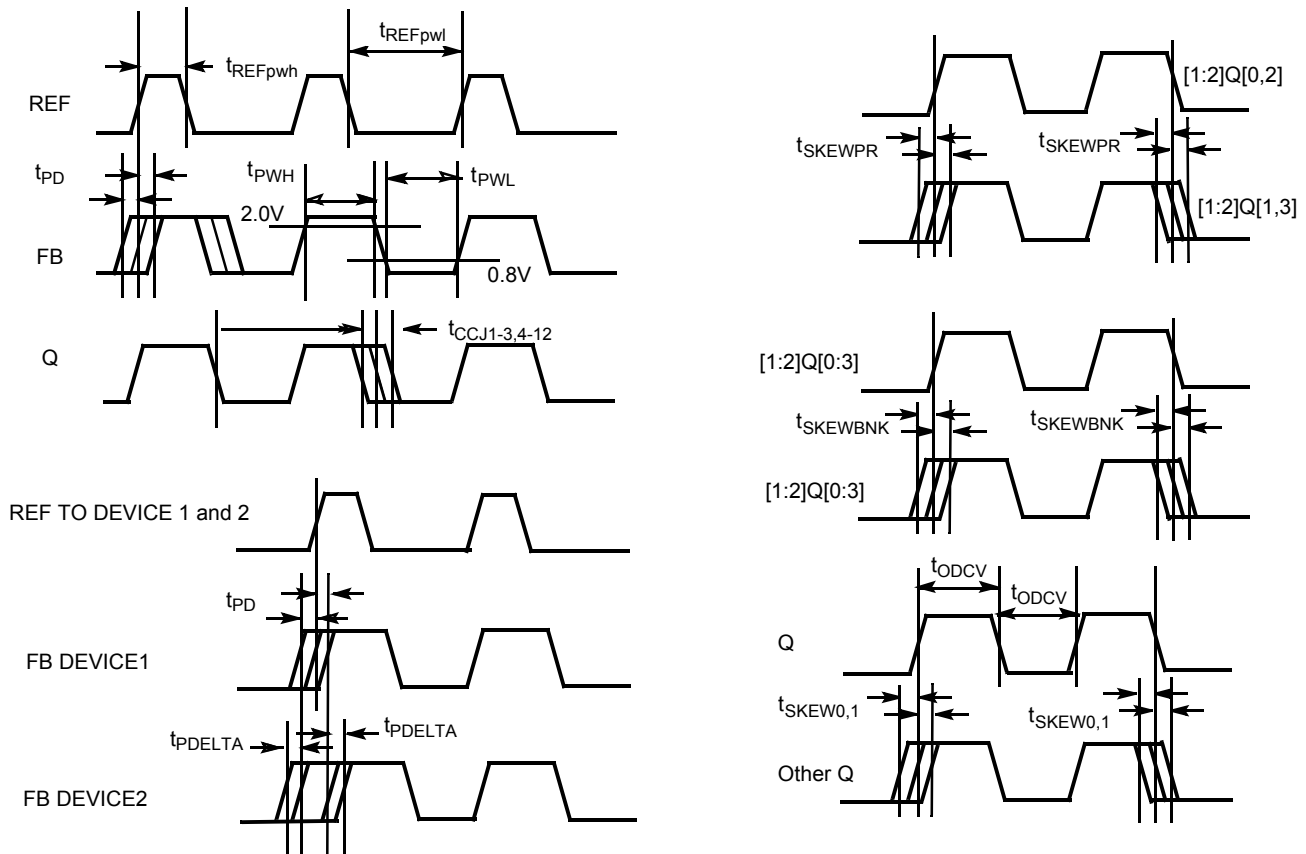 tREFpwl
tREFpwh
REF
tPD
tPWH
tPWL
2.0V
FB
0.8V
tCCJ1-3,4-12
Q
REF TO DEVICE 1 and 2
tPD
FB DEVICE1
tPDELTA
tPDELTA
FB DEVICE2
[1:2]Q[0,2]
tSKEWPR
tSKEWPR
[1:2]Q[1,3]
[1:2]Q[0:3]
tSKEWBNK
tSKEWBNK
[1:2]Q[0:3]
tODCV
tODCV
Q
tSKEW0,1
tSKEW0,1
Other Q